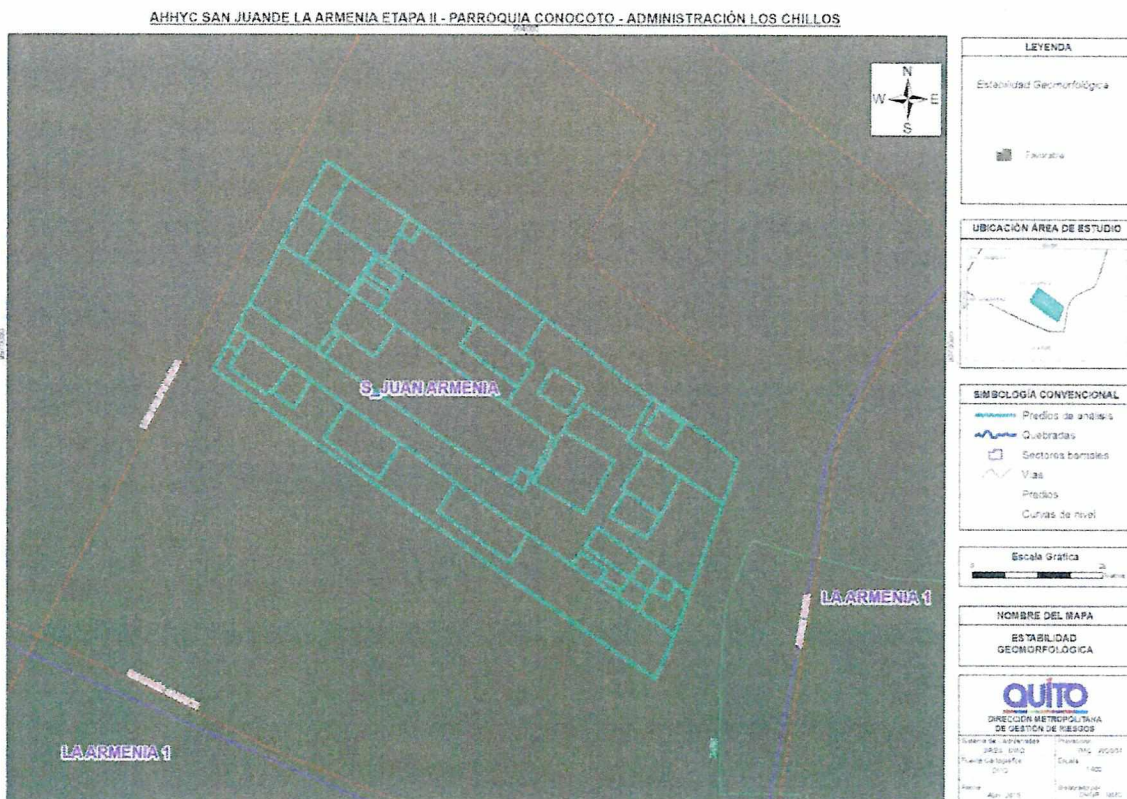 AHHYC SAN JUANDE LA ARMENIA ETAPA II - PARROQUIA CONOCOTO - ADMINISTRACIÓN LOS CHILLOS
N
W E
S
S_JUAN ARMENIA
LA ARMENIA 1
LA ARMENIA 1
LEYENDA
Estabilidad Geomorfológica
Favorable
UBICACIÓN ÁREA DE ESTUDIO
SIMBOLOGÍA CONVENCIONAL
Predios de análisis
Quebradas
Sectores barriales
Vías
Predios
Curvas de nivel
Escala Gráfica
NOMBRE DEL MAPA
ESTABILIDAD
GEOMORFOLÓGICA
QUITO
DIRECCIÓN METROPOLITANA
DE GESTIÓN DE RIESGOS
Escala